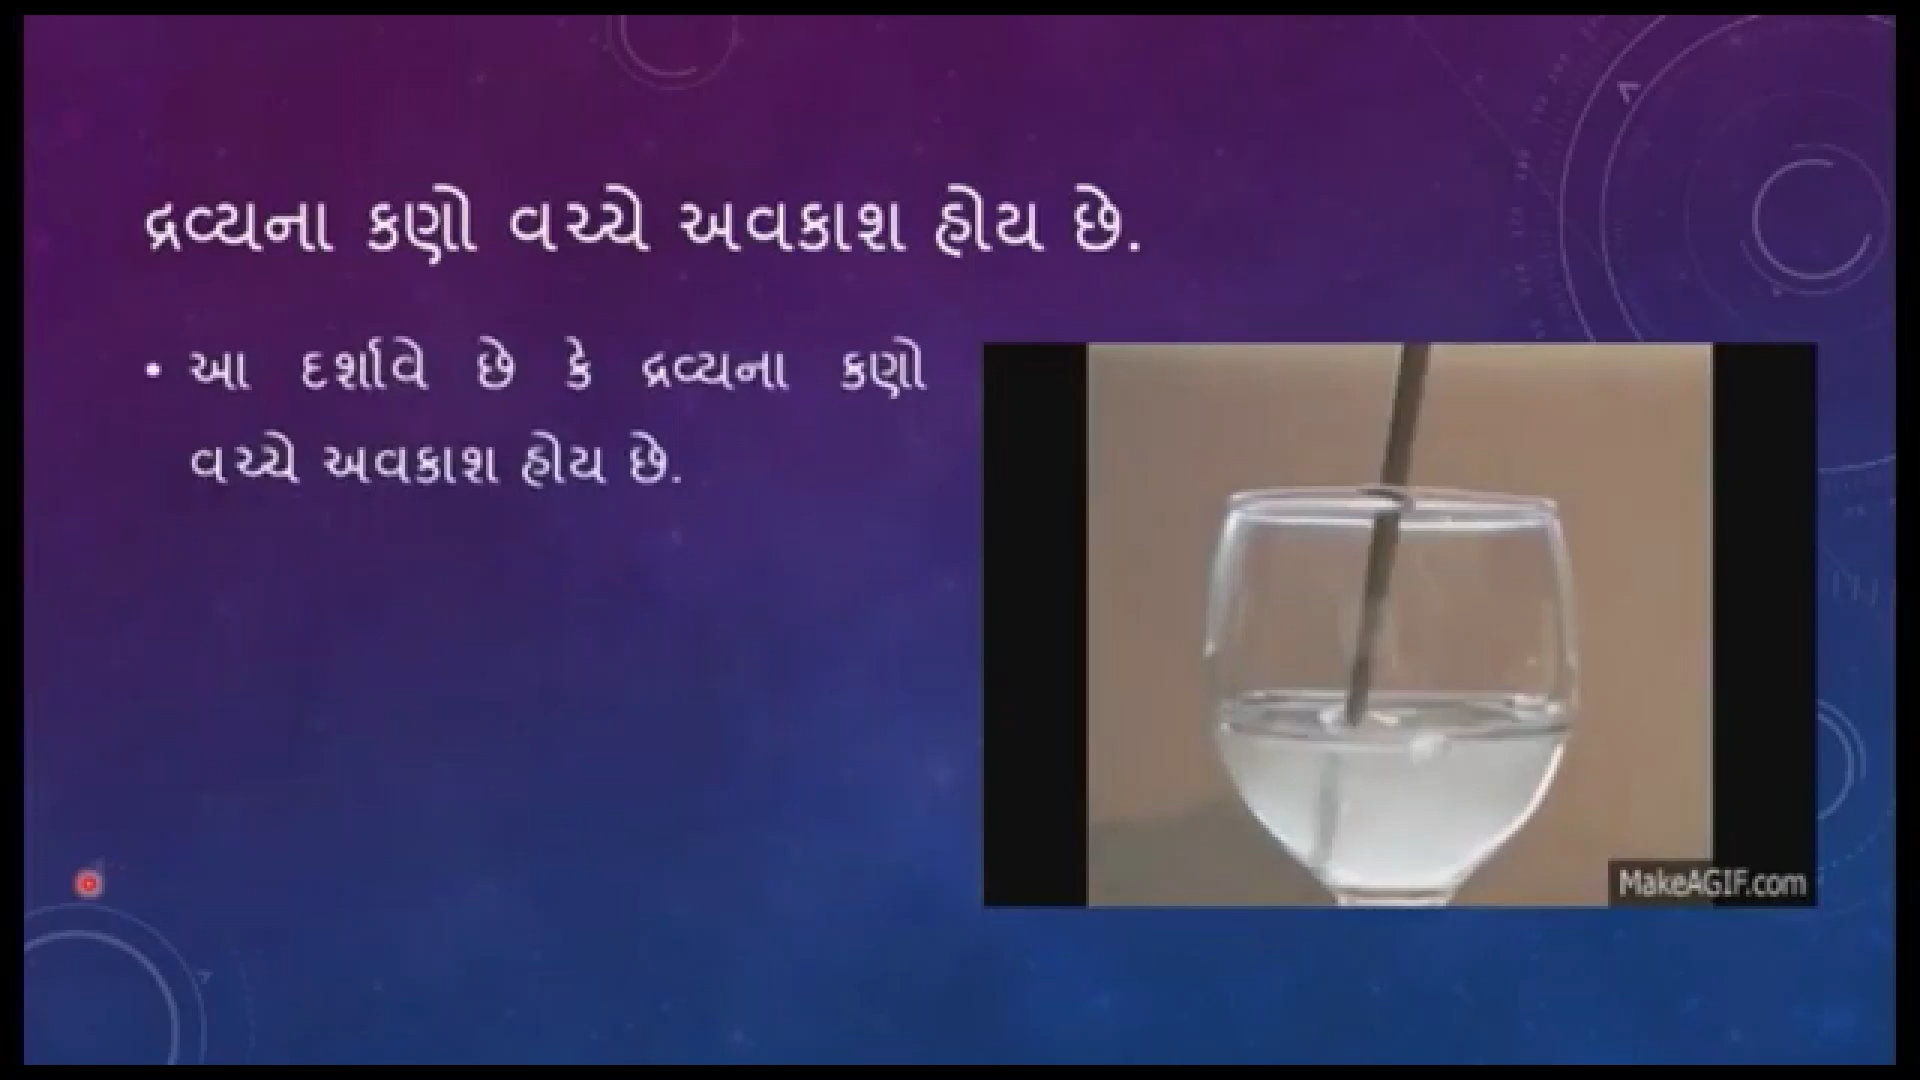 દ્રવ્યના કણો વચ્ચે અવકાશ હોય છે.
• આ દર્શાવે છે કે દ્રવ્યના કણો
વચ્ચે અવકાશ હોય છે.
MakeAGIF.com